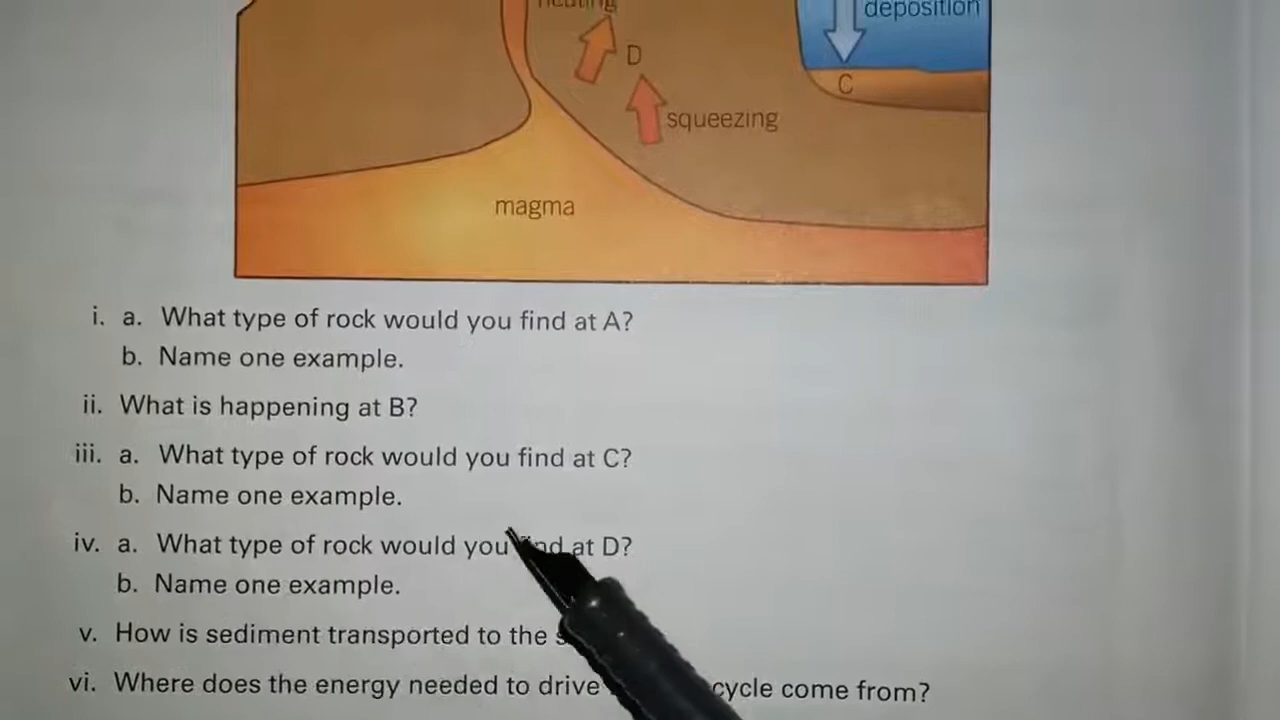 deposition
D
C
squeezing
magma
i. a. What type of rock would you find at A?
b. Name one example.
ii. What is happening at B?
iii. a. What type of rock would you find at C?
b. Name one example.
iv. a. What type of rock would you at D?
b. Name one example.
v. How is sediment transported to the
vi. Where does the energy needed to drive cycle come from?